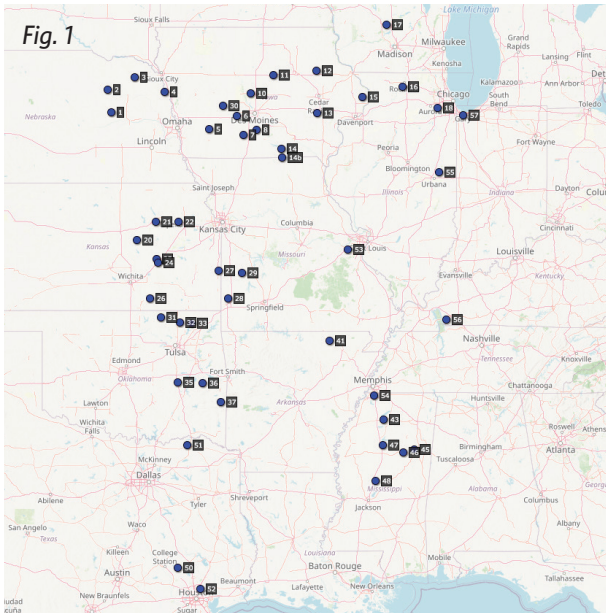 Fig. 1
Lake Michigan
Sioux Falls
17
Madison
Milwaukee
Grand
Rapids
Lansing
Flint
Kenosha
12
3
Sioux City
11
Kalamazoo
Ann Arbor
2
4
10
16
Chicago
South
Bend
Toledo
15
Cedar
30
18
1
Nebraska
6
13
57
Omaha
Des Moines
Davenport
Fort Wayne
5
7
8
Lincoln
14
Peoria
14b
Bloomington
55
Urbana
Illinois
Indiana
Saint Joseph
Dayton
21
22
Kansas City
Columbia
Cincinnati
20
Kansas
53
Louis
Missouri
Louisville
24
Wichita
27
29
Evansville
Kentucky
26
28
Springfield
31
32
33
56
Nashville
Tulsa
41
Tennessee
Knoxville
Edmond
Oklahoma
Fort Smith
Memphis
35
36
Chattanooga
54
Huntsville
Lawton
37
Arkansas
Wichita
Falls
43
Roswell
Athens
51
47
45
46
Birmingham
Atlanta
McKinney
Tuscaloosa
Dallas
48
Mississippi
Alabama
Abilene
Tyler
Shreveport
Jackson
Columbus
San Angelo
Waco
Texas
Albany
Killeen
College
Station
Louisiana
Mobile
50
Baton Rouge
Tallahassee
Austin
Beaumont
Lafayette
New Orleans
New Braunfels
52
Sugar